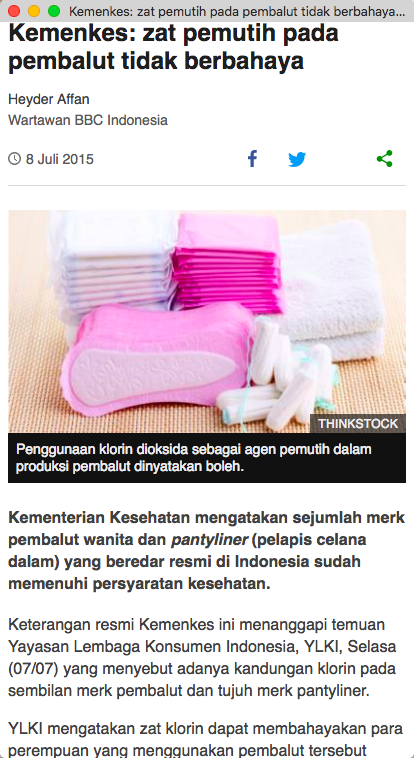 Kemenkes: zat pemutih pada pembalut tidak berbahaya...
Kemenkes: zat pemutih pada
pembalut tidak berbahaya
Heyder Affan
Wartawan BBC Indonesia
8 Juli 2015
THINKSTOCK
Penggunaan klorin dioksida sebagai agen pemutih dalam
produksi pembalut dinyatakan boleh.
Kementerian Kesehatan mengatakan sejumlah merk
pembalut wanita dan pantyliner (pelapis celana
dalam) yang beredar resmi di Indonesia sudah
memenuhi persyaratan kesehatan.
Keterangan resmi Kemenkes ini menanggapi temuan
Yayasan Lembaga Konsumen Indonesia, YLKI, Selasa
(07/07) yang menyebut adanya kandungan klorin pada
sembilan merk pembalut dan tujuh merk pantyliner.
YLKI mengatakan zat klorin dapat membahayakan para
perempuan yang menggunakan pembalut tersebut